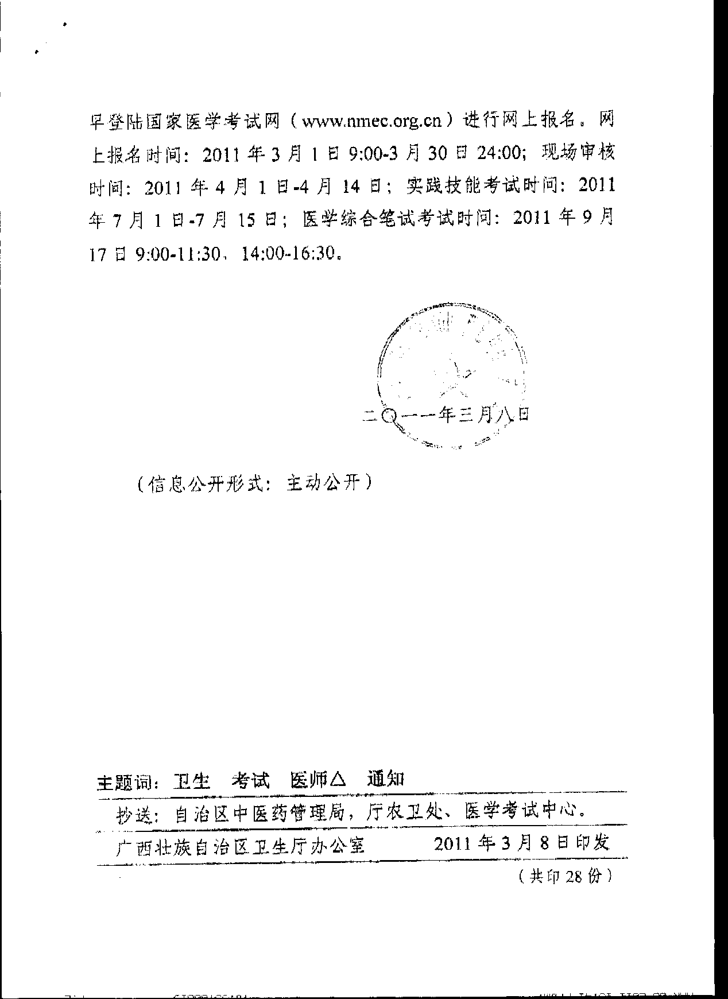 早登陆国家医学考试网（www.nmec.org.cn）进行网上报名。网
上报名时间：2011 年 3 月 1 日 9:00-3 月 30 日 24:00；现场审核
时间：2011 年 4 月 1 日-4 月 14 日；实践技能考试时间：2011
年 7 月 1 日-7 月 15 日；医学综合笔试考试时间：2011 年 9 月
17 日 9:00-11:30、14:00-16:30。
二〇一一年三月八日
（信息公开形式：主动公开）
主题词：卫生 考试 医师△ 通知
抄送：自治区中医药管理局，厅农卫处、医学考试中心。
广西壮族自治区卫生厅办公室 2011 年 3 月 8 日印发
（共印 28 份）